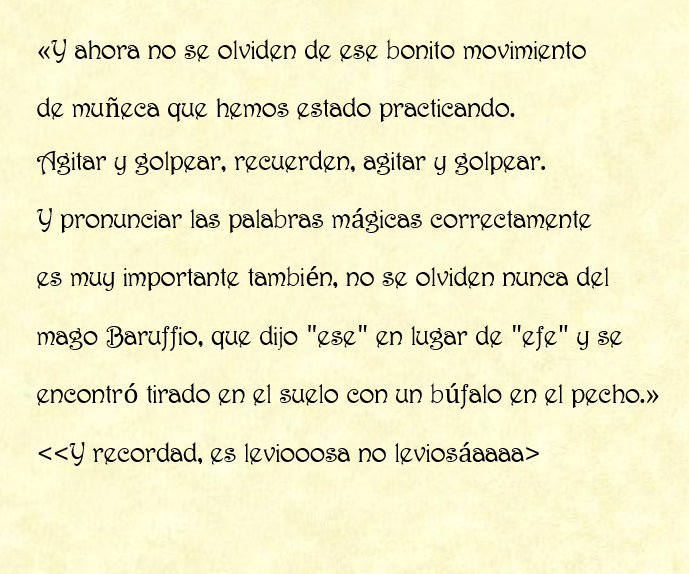 «Y ahora no se olviden de ese bonito movimiento
de muñeca que hemos estado practicando.
Agitar y golpear, recuerden, agitar y golpear.
Y pronunciar las palabras mágicas correctamente
es muy importante también, no se olviden nunca del
mago Baruffio, que dijo "ese" en lugar de "efe" y se
encontró tirado en el suelo con un búfalo en el pecho.»
<<Y recordad, es leviooosa no leviosáaaaa>